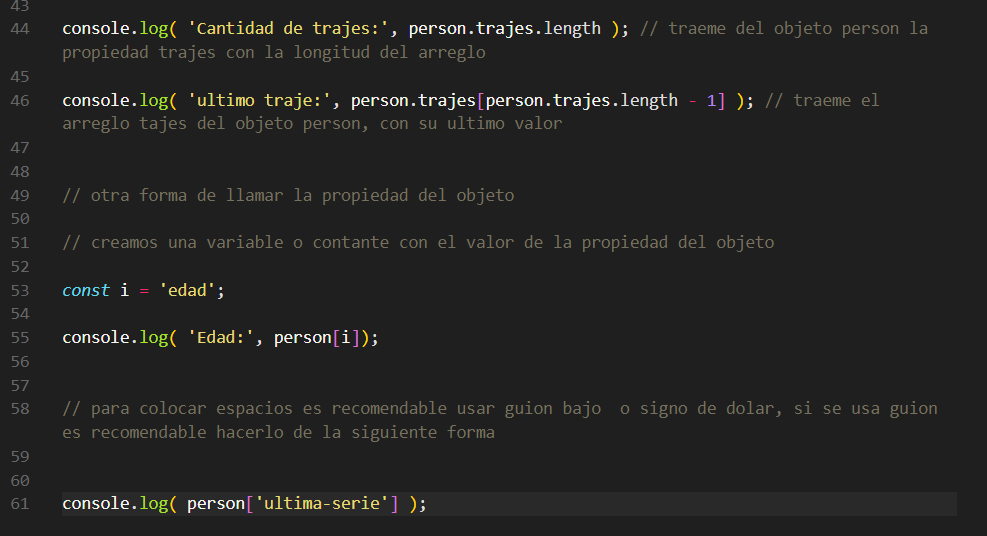 43
44 console.log( 'Cantidad de trajes:', person.trajes.length ); // traeme del objeto person la
propiedad trajes con la longitud del arreglo
45
46 console.log( 'ultimo traje:', person.trajes[person.trajes.length - 1] ); // traeme el
arreglo tajes del objeto person, con su ultimo valor
47
48
49 // otra forma de llamar la propiedad del objeto
50
51 // creamos una variable o contante con el valor de la propiedad del objeto
52
53 const i = 'edad';
54
55 console.log( 'Edad:', person[i]);
56
57
58 // para colocar espacios es recomendable usar guion bajo  o signo de dolar, si se usa guion
es recomendable hacerlo de la siguiente forma
59
60
61 console.log( person['ultima-serie'] );